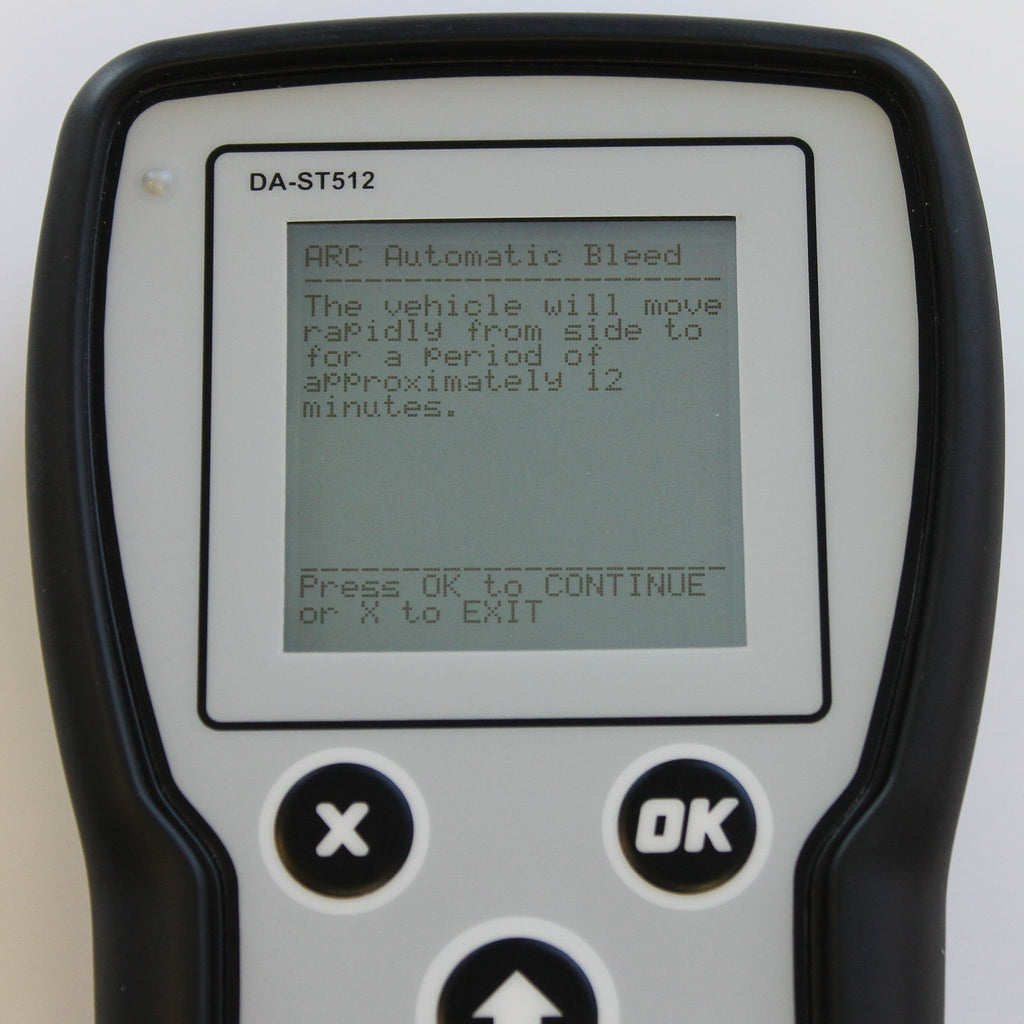 DA-ST512
ARC Automatic Bleed
The vehicle will move
rapidly from side to
for a period of
approximately 12
minutes.
Press OK to CONTINUE
or X to EXIT
X
OK